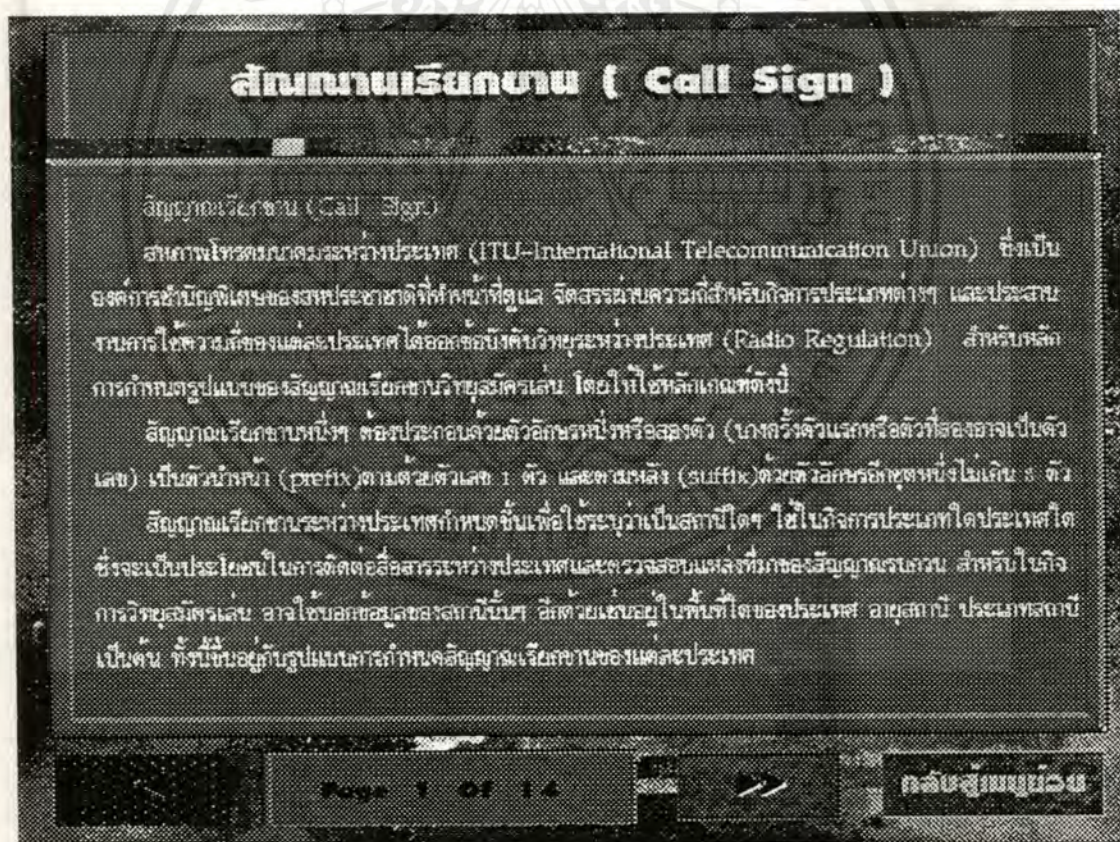 สัญญาณเรียกขาน ( Call Sign )
สัญญาณเรียกขาน (Call Sign)
สหภาพโทรคมนาคมระหว่างประเทศ (ITU-International Telecommunication Union) ซึ่งเป็น
องค์การชำนัญพิเศษของสหประชาชาติที่ทำหน้าที่ดูแล จัดสรรย่านความถี่สำหรับกิจการประเภทต่างๆ และประสาน
งานการใช้ความถี่ของแต่ละประเทศได้ออกข้อบังคับวิทยุระหว่างประเทศ (Radio Regulation) สำหรับหลัก
การกำหนดรูปแบบของสัญญาณเรียกขานวิทยุสมัครเล่น โดยให้ใช้หลักเกณฑ์ดังนี้
สัญญาณเรียกขานหนึ่งๆ ต้องประกอบด้วยตัวอักษรหนึ่งหรือสองตัว (บางครั้งตัวแรกหรือตัวที่สองอาจเป็นตัว
เลข) เป็นตัวนำหน้า (prefix)ตามด้วยตัวเลข 1 ตัว และตามหลัง (suffix)ด้วยตัวอักษรอีกชุดหนึ่งไม่เกิน ตัว
สัญญาณเรียกขานระหว่างประเทศกำหนดขึ้นเพื่อใช้ระบุว่าเป็นสถานีใดๆ ใช้ในกิจการประเภทใดประเทศใด
ซึ่งจะเป็นประโยชน์ในการติดต่อสื่อสารระหว่างประเทศและตรวจสอบแหล่งที่มาของสัญญาณรบกวน สำหรับในกิจ
การวิทยุสมัครเล่น อาจใช้บอกข้อมูลของสถานีนั้นๆ อีกด้วยเช่นอยู่ในพื้นที่ใดของประเทศ อายุสถานี ประเภทสถานี
เป็นต้น ทั้งนี้ขึ้นอยู่กับรูปแบบการกำหนดสัญญาณเรียกขานของแต่ละประเทศ
Page 1 Of 14
>>
กลับสู่เมนูย่อย